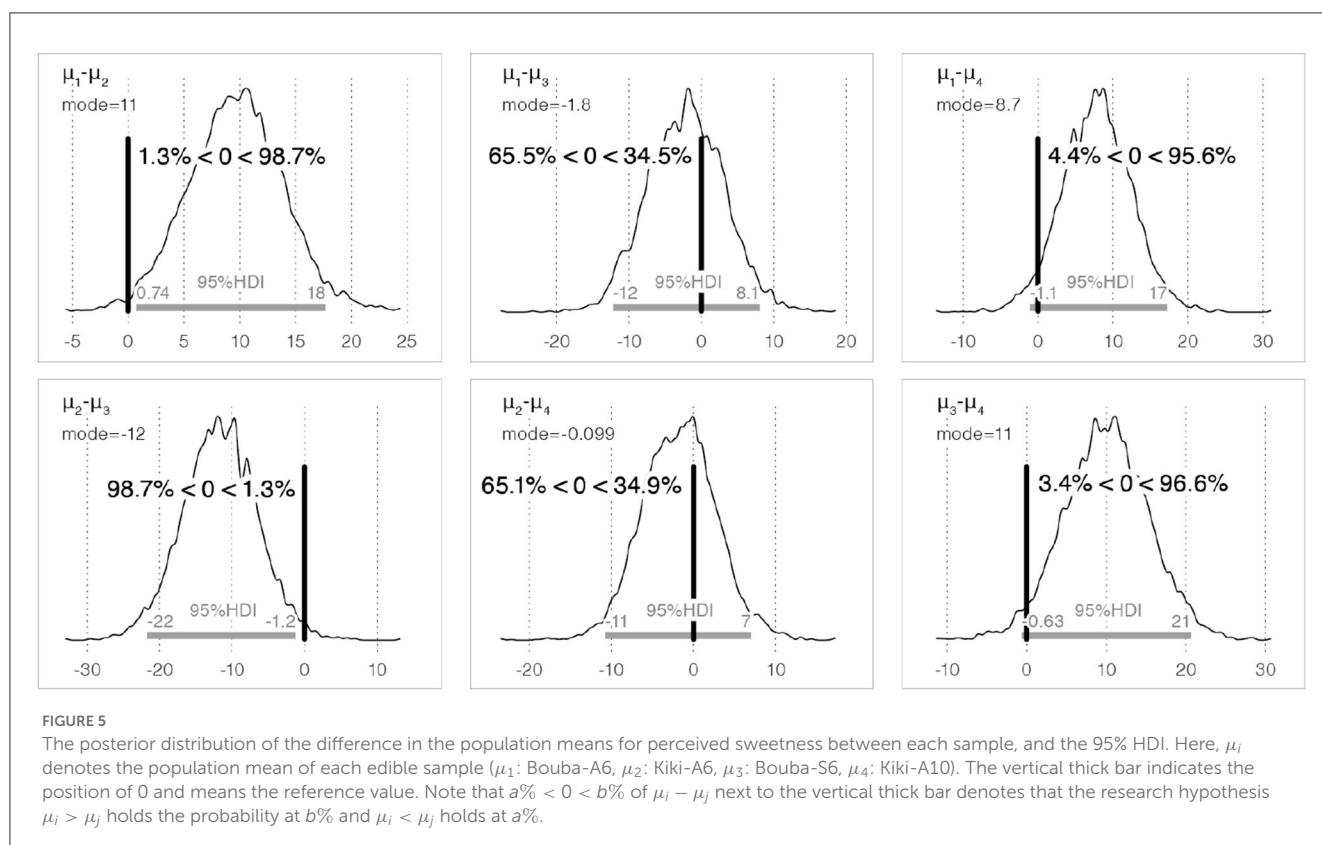 μ₁-μ₂
mode=11
1.3% < 0 < 98.7%
95%HDI
0.74 18
-5 0 5 10 15 20 25
μ₁-μ₃
mode=-1.8
65.5% < 0 < 34.5%
95%HDI
-12 8.1
-20 -10 0 10 20
μ₁-μ₄
mode=8.7
4.4% < 0 < 95.6%
95%HDI
-1.1 17
-10 0 10 20 30
μ₂-μ₃
mode=-12
98.7% < 0 < 1.3%
95%HDI
-22 -1.2
-30 -20 -10 0 10
μ₂-μ₄
mode=-0.099
65.1% < 0 < 34.9%
95%HDI
-11 7
-20 -10 0 10
μ₃-μ₄
mode=11
3.4% < 0 < 96.6%
95%HDI
-0.63 21
-10 0 10 20 30
FIGURE 5
The posterior distribution of the difference in the population means for perceived sweetness between each sample, and the 95% HDI. Here, μᵢ
denotes the population mean of each edible sample (μ₁: Bouba-A6, μ₂: Kiki-A6, μ₃: Bouba-S6, μ₄: Kiki-A10). The vertical thick bar indicates the
position of 0 and means the reference value. Note that a% < 0 < b% of μᵢ − μⱼ next to the vertical thick bar denotes that the research hypothesis
μᵢ > μⱼ holds the probability at b% and μᵢ < μⱼ holds at a%.